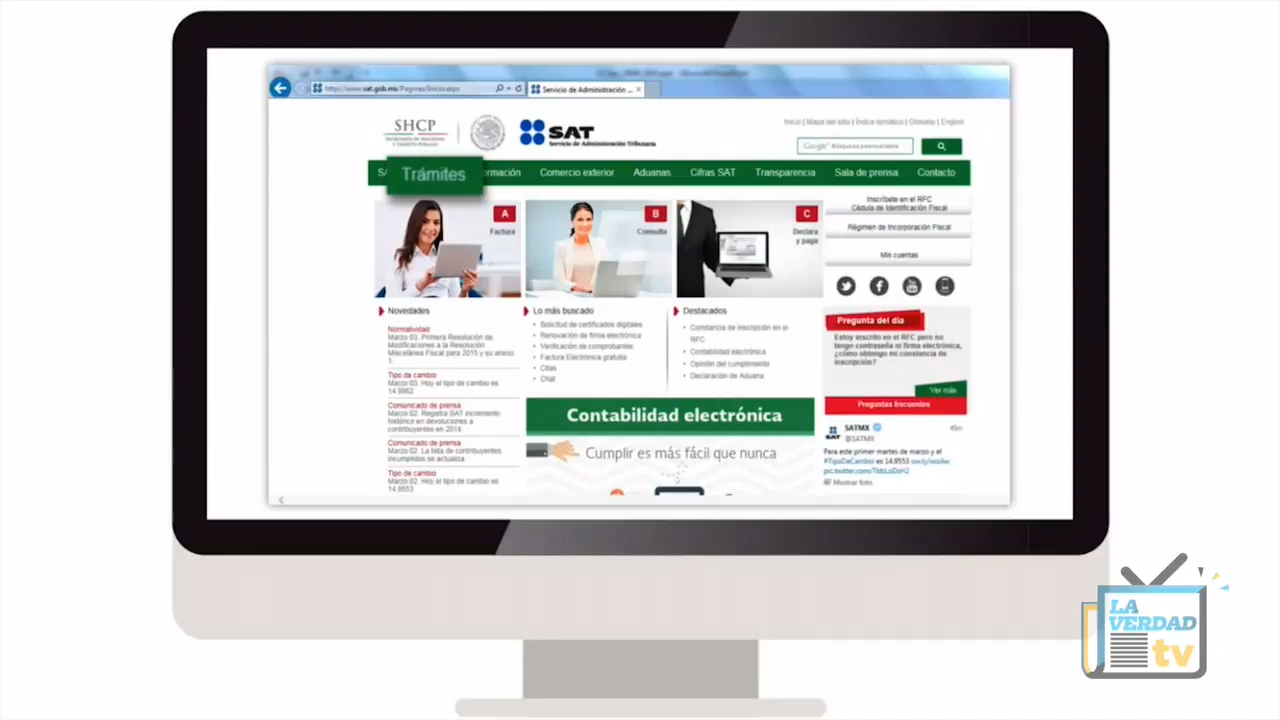 http://www.sat.gob.mx/Paginas/Inicio.aspx
Servicio de Administración ...
SHCP
SAT
Servicio de Administración Tributaria
Inicio | Mapa del sitio | Índice temático | Glosario | English
Google Búsqueda personalizada
Trámites
Comercio exterior Aduanas Cifras SAT Transparencia Sala de prensa Contacto
A
Factura
B
Consulta
C
Declara
y paga
Inscríbete en el RFC
Cédula de Identificación Fiscal
Régimen de Incorporación Fiscal
Mis cuentas
Novedades
Normatividad
Marzo 03. Primera Resolución de
Modificaciones a la Resolución
Miscelánea Fiscal para 2015 y su anexo
1.
Tipo de cambio
Marzo 03. Hoy el tipo de cambio es
Comunicado de prensa
Marzo 02. Registra SAT incremento
histórico en devoluciones a
contribuyentes en 2014
Comunicado de prensa
Marzo 02. La lista de contribuyentes
incumplidos se actualiza
Tipo de cambio
Marzo 02. Hoy el tipo de cambio es
14.9553
Lo más buscado
Solicitud de certificados digitales
Renovación de firma electrónica
Verificación de comprobantes
Factura Electrónica gratuita
Citas
Chat
Destacados
Constancia de inscripción en el
RFC
Contabilidad electrónica
Opinión del cumplimiento
Declaración de Aduana
Contabilidad electrónica
Cumplir es más fácil que nunca
Pregunta del día
Estoy inscrito en el RFC pero no
tengo contraseña ni firma electrónica,
¿cómo obtengo mi constancia de
inscripción?
Ver más
Preguntas frecuentes
SATMX
@SATMX
Para este primer martes de marzo y el
#TipoDeCambio es 14.9553
Mostrar foto
LA
VERDAD
tv